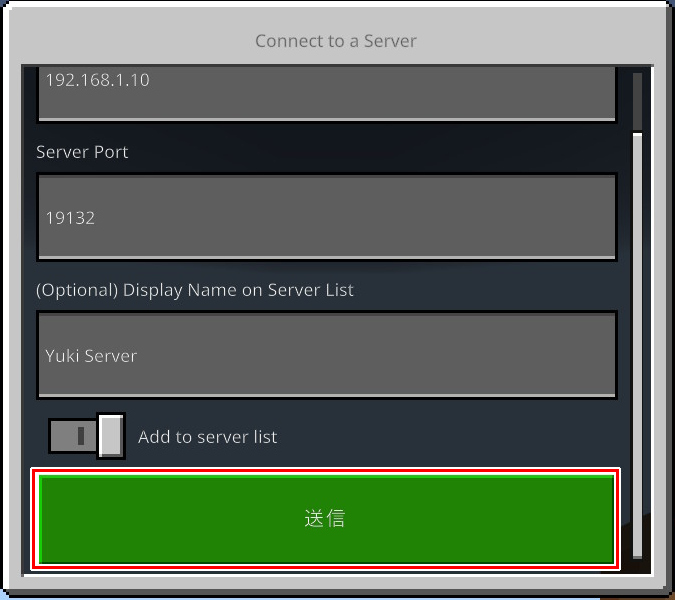 Connect to a Server
192.168.1.10
Server Port
19132
(Optional) Display Name on Server List
Yuki Server
Add to server list
送信